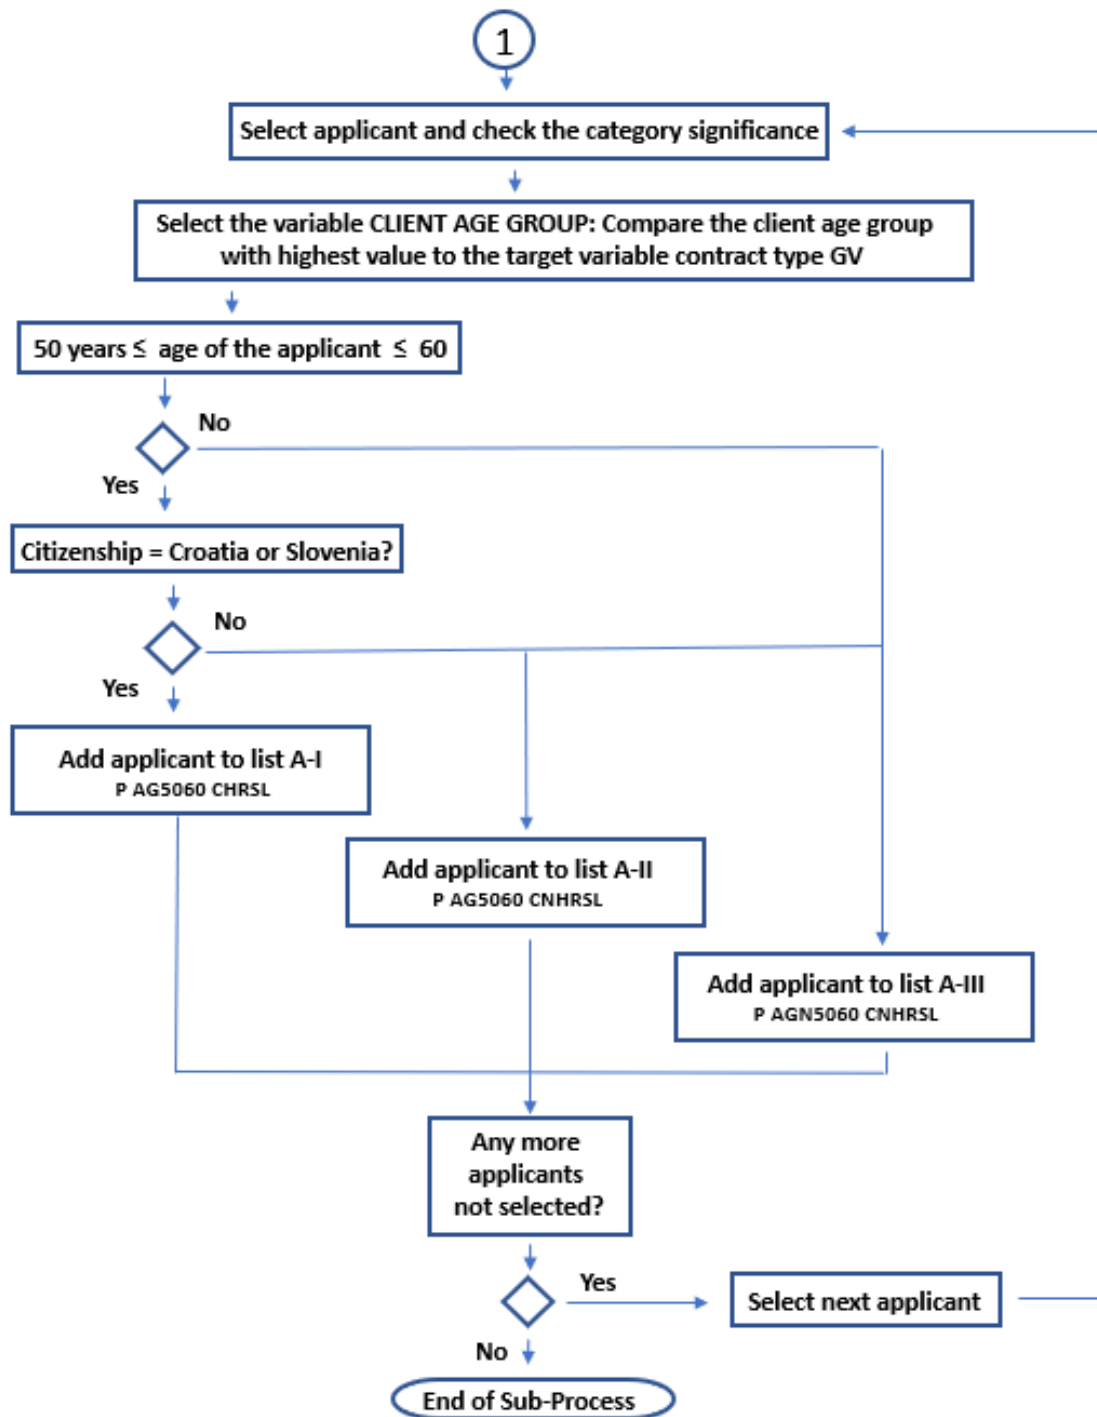 1
Select applicant and check the category significance
Select the variable CLIENT AGE GROUP: Compare the client age group
with highest value to the target variable contract type GV
50 years ≤ age of the applicant ≤ 60
No
Yes
Citizenship = Croatia or Slovenia?
No
Yes
Add applicant to list A-I
P AG5060 CHRSL
Add applicant to list A-II
P AG5060 CNHRSL
Add applicant to list A-III
P AGN5060 CNHRSL
Any more
applicants
not selected?
Yes
Select next applicant
No
End of Sub-Process